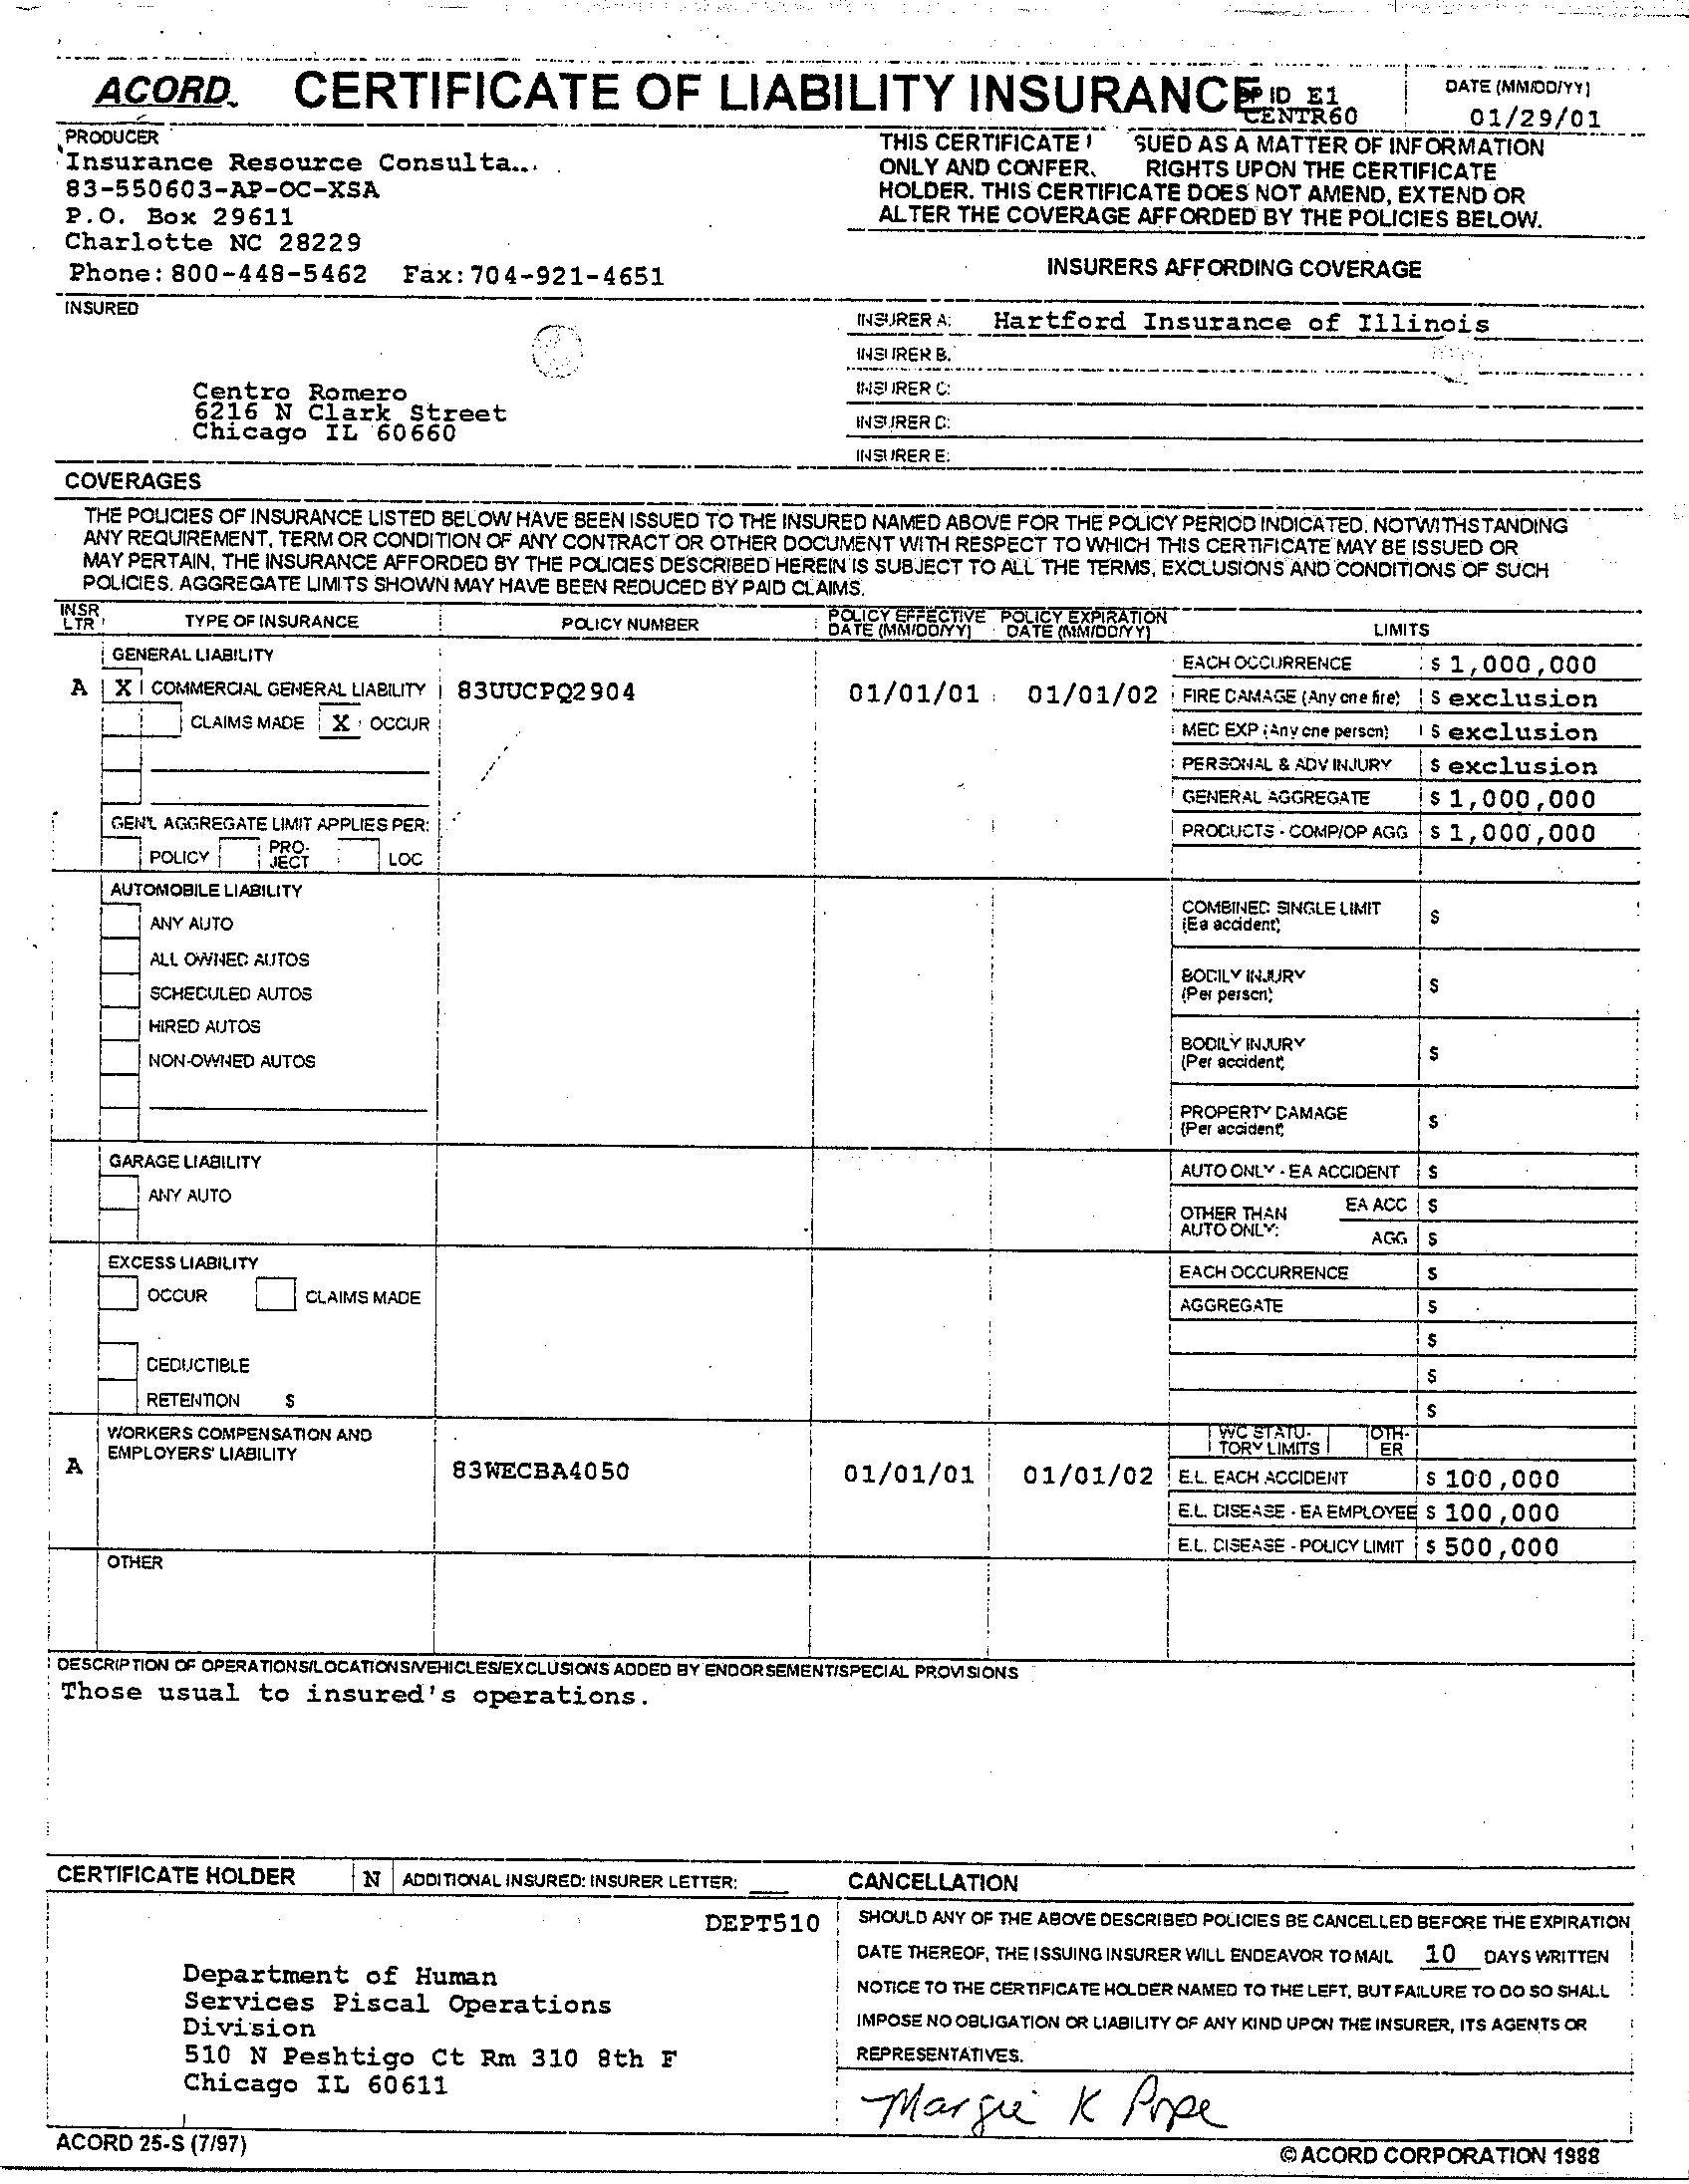 ACORD. CERTIFICATE OF LIABILITY INSURANC
OP ID E1
CENTR60
DATE (MM/DD/YY)
01/29/01
PRODUCER
Insurance Resource Consulta...
83-550603-AP-OC-XSA
P.O. Box 29611
Charlotte NC 28229
Phone:800-448-5462 Fax:704-921-4651
THIS CERTIFICATE I SUED AS A MATTER OF INFORMATION
ONLY AND CONFER RIGHTS UPON THE CERTIFICATE
HOLDER. THIS CERTIFICATE DOES NOT AMEND, EXTEND OR
ALTER THE COVERAGE AFFORDED BY THE POLICIES BELOW.
INSURERS AFFORDING COVERAGE
INSURED
Centro Romero
6216 N Clark Street
Chicago IL 60660
INSURER A: Hartford Insurance of Illinois
INSURER B:
INSURER C:
INSURER D:
INSURER E:
COVERAGES
THE POLICIES OF INSURANCE LISTED BELOW HAVE BEEN ISSUED TO THE INSURED NAMED ABOVE FOR THE POLICY PERIOD INDICATED. NOTWITHSTANDING
ANY REQUIREMENT, TERM OR CONDITION OF ANY CONTRACT OR OTHER DOCUMENT WITH RESPECT TO WHICH THIS CERTIFICATE MAY BE ISSUED OR
MAY PERTAIN, THE INSURANCE AFFORDED BY THE POLICIES DESCRIBED HEREIN IS SUBJECT TO ALL THE TERMS, EXCLUSIONS AND CONDITIONS OF SUCH
POLICIES. AGGREGATE LIMITS SHOWN MAY HAVE BEEN REDUCED BY PAID CLAIMS.
INSR LTR TYPE OF INSURANCE POLICY NUMBER POLICY EFFECTIVE DATE (MM/DD/YY) POLICY EXPIRATION DATE (MM/DD/YY) LIMITS
GENERAL LIABILITY EACH OCCURRENCE $ 1,000,000
A X COMMERCIAL GENERAL LIABILITY 83UUCPQ2904 01/01/01 01/01/02 FIRE DAMAGE (Any one fire) $ exclusion
CLAIMS MADE X OCCUR MED EXP (Any one person) $ exclusion
PERSONAL & ADV INJURY $ exclusion
GENERAL AGGREGATE $ 1,000,000
GEN'L AGGREGATE LIMIT APPLIES PER: PRODUCTS - COMP/OP AGG $ 1,000,000
POLICY PRO-JECT LOC
AUTOMOBILE LIABILITY
ANY AUTO COMBINED SINGLE LIMIT (Ea accident) $
ALL OWNED AUTOS
SCHEDULED AUTOS BODILY INJURY (Per person) $
HIRED AUTOS
NON-OWNED AUTOS BODILY INJURY (Per accident) $
PROPERTY DAMAGE (Per accident) $
GARAGE LIABILITY AUTO ONLY - EA ACCIDENT $
ANY AUTO OTHER THAN AUTO ONLY: EA ACC $
AGG $
EXCESS LIABILITY EACH OCCURRENCE $
OCCUR CLAIMS MADE AGGREGATE $
$
DEDUCTIBLE $
RETENTION $ $
WORKERS COMPENSATION AND EMPLOYERS' LIABILITY WC STATU-TORY LIMITS OTH-ER
A 83WECBA4050 01/01/01 01/01/02 E.L. EACH ACCIDENT $ 100,000
E.L. DISEASE - EA EMPLOYEE $ 100,000
E.L. DISEASE - POLICY LIMIT $ 500,000
OTHER
DESCRIPTION OF OPERATIONS/LOCATIONS/VEHICLES/EXCLUSIONS ADDED BY ENDORSEMENT/SPECIAL PROVISIONS
Those usual to insured's operations.
CERTIFICATE HOLDER N ADDITIONAL INSURED: INSURER LETTER:
DEPT510
Department of Human
Services Piscal Operations
Division
510 N Peshtigo Ct Rm 310 8th F
Chicago IL 60611
CANCELLATION
SHOULD ANY OF THE ABOVE DESCRIBED POLICIES BE CANCELLED BEFORE THE EXPIRATION
DATE THEREOF, THE ISSUING INSURER WILL ENDEAVOR TO MAIL 10 DAYS WRITTEN
NOTICE TO THE CERTIFICATE HOLDER NAMED TO THE LEFT, BUT FAILURE TO DO SO SHALL
IMPOSE NO OBLIGATION OR LIABILITY OF ANY KIND UPON THE INSURER, ITS AGENTS OR
REPRESENTATIVES.
Margie K Pope
ACORD 25-S (7/97)
© ACORD CORPORATION 1988